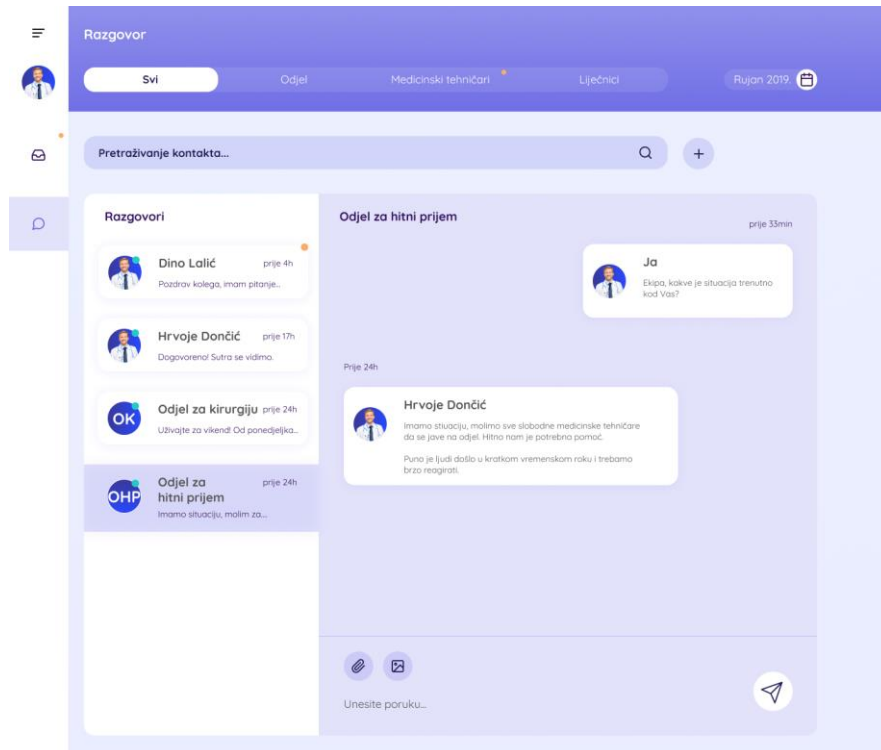 Razgovor
Svi
Odjel
Medicinski tehničari
Liječnici
Rujan 2019.
Pretraživanje kontakta...
Razgovori
Dino Lalić
prije 4h
Pozdrav kolega, imam pitanje...
Hrvoje Dončić
prije 17h
Dogovoreno! Sutra se vidimo.
OK
Odjel za kirurgiju
prije 24h
Uživajte za vikend! Od ponedjeljka...
OHP
Odjel za
prije 24h
hitni prijem
Imamo situaciju, molim za...
Odjel za hitni prijem
prije 33min
Ja
Ekipa, kakve je situacija trenutno
kod Vas?
Prije 24h
Hrvoje Dončić
Imamo stiuaciju, molimo sve slobodne medicinske tehničare
da se jave na odjel. Hitno nam je potrebno pomoć.
Puno je ljudi došlo u kratkom vremenskom roku i trebamo
brzo reagirati.
Unesite poruku...